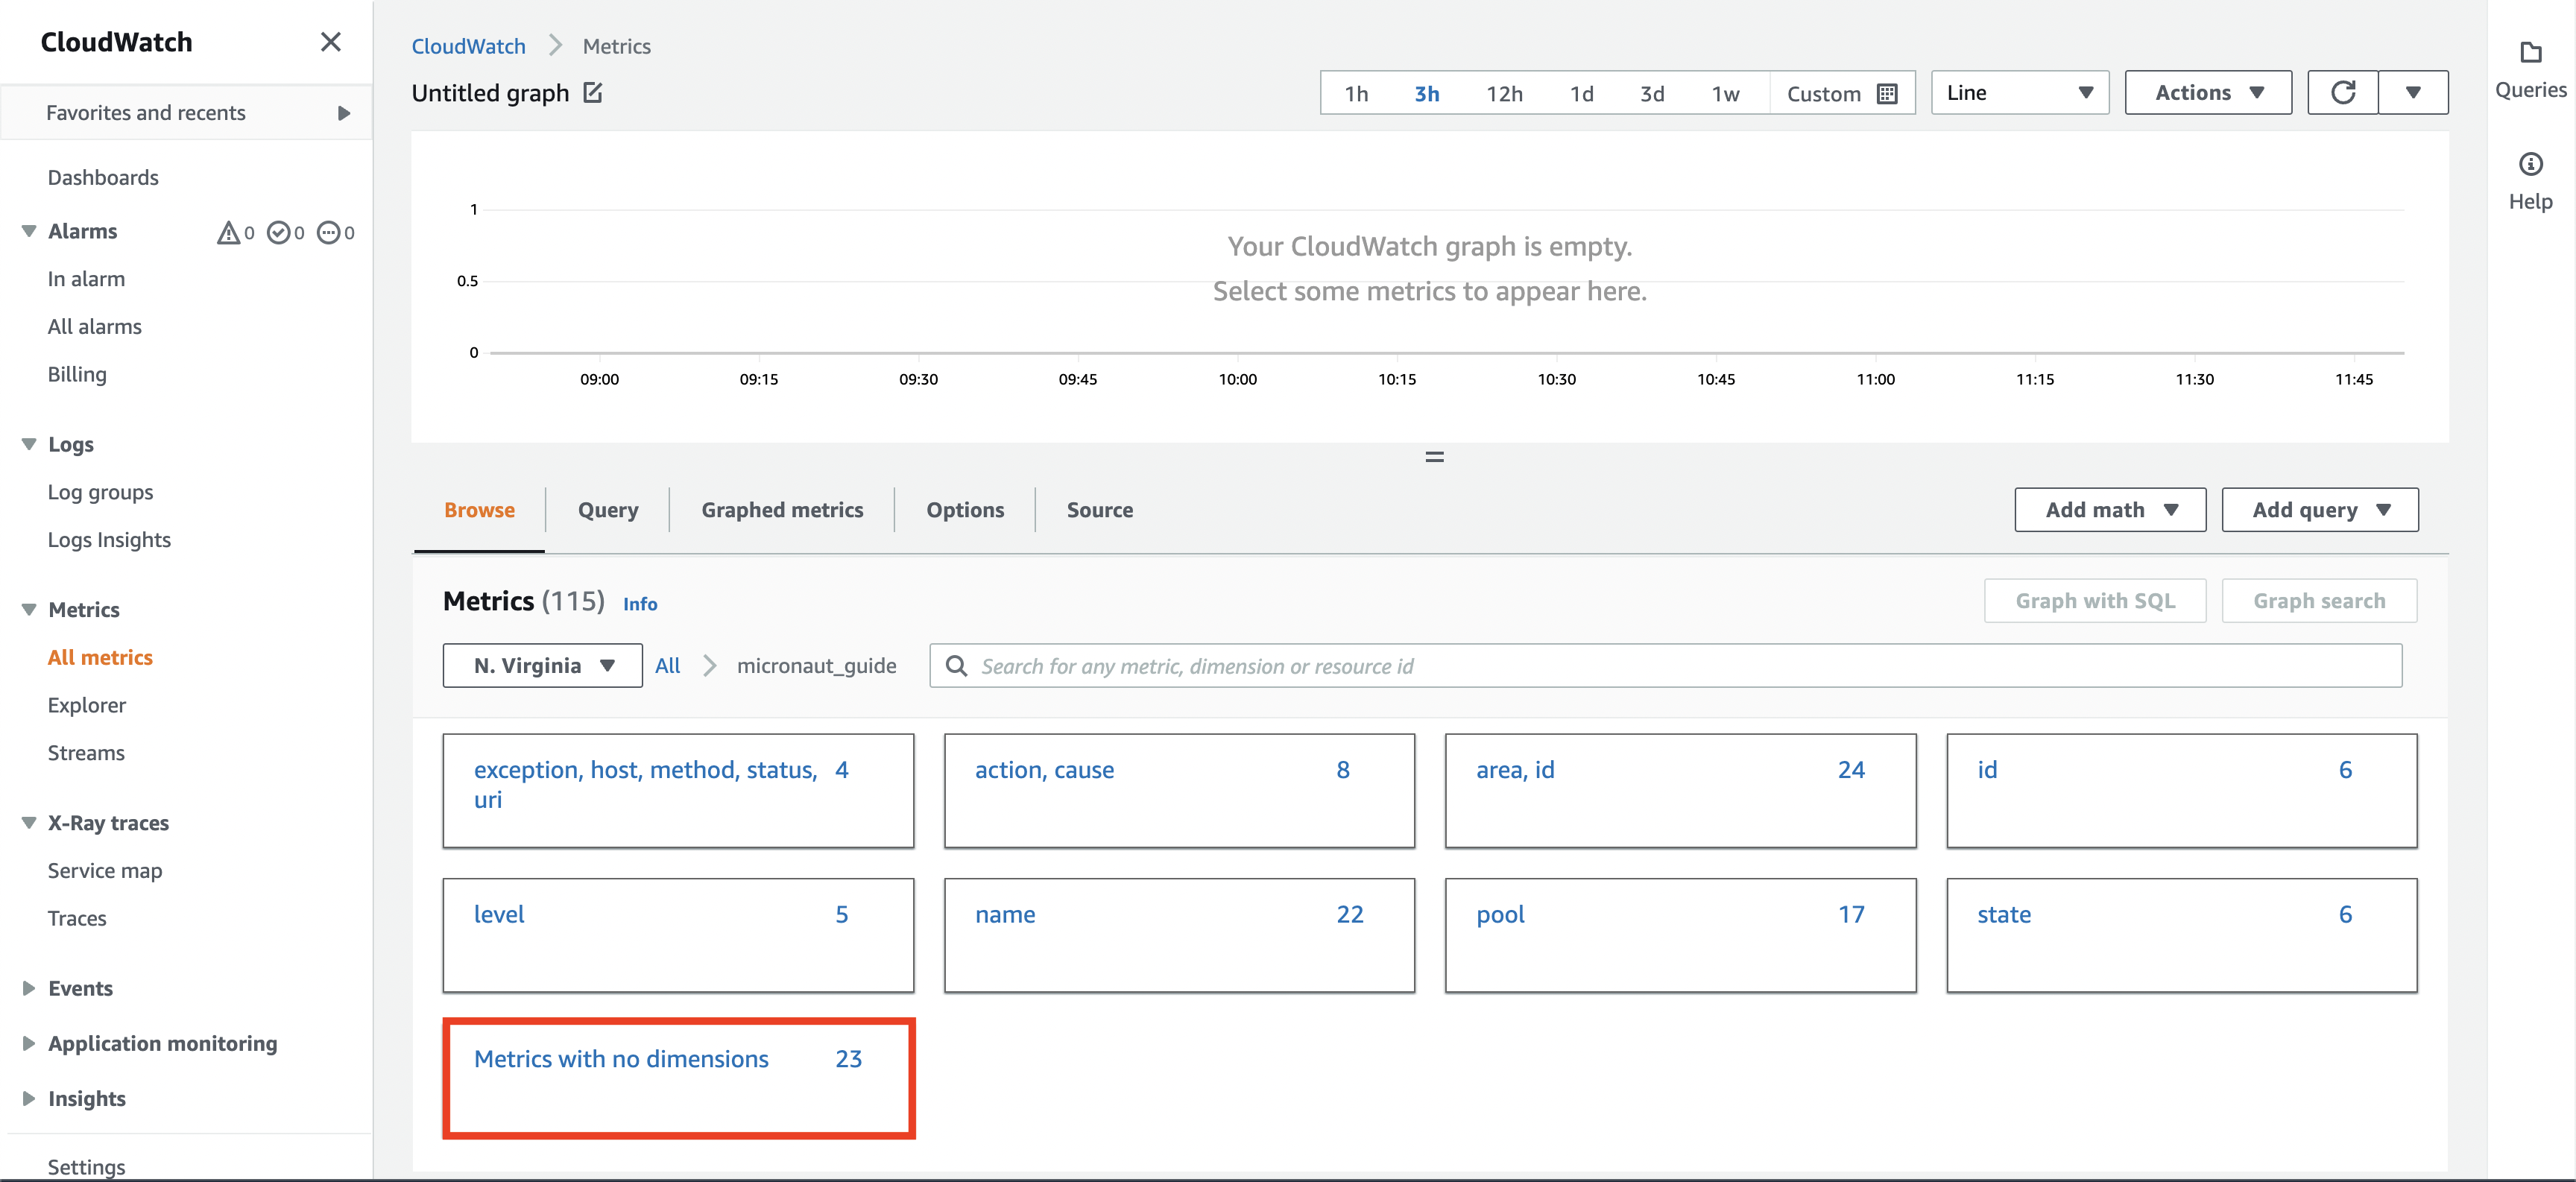 CloudWatch
Favorites and recents
Dashboards
Alarms 0 0 0
In alarm
All alarms
Billing
Logs
Log groups
Logs Insights
Metrics
All metrics
Explorer
Streams
X-Ray traces
Service map
Traces
Events
Application monitoring
Insights
Settings
CloudWatch Metrics
Untitled graph
1h 3h 12h 1d 3d 1w Custom Line Actions
1
0.5
0
Your CloudWatch graph is empty.
Select some metrics to appear here.
09:00 09:15 09:30 09:45 10:00 10:15 10:30 10:45 11:00 11:15 11:30 11:45
Browse Query Graphed metrics Options Source Add math Add query
Metrics (115) Info Graph with SQL Graph search
N. Virginia All micronaut_guide Search for any metric, dimension or resource id
exception, host, method, status, 4
uri
action, cause 8
area, id 24
id 6
level 5
name 22
pool 17
state 6
Metrics with no dimensions 23
Queries
Help